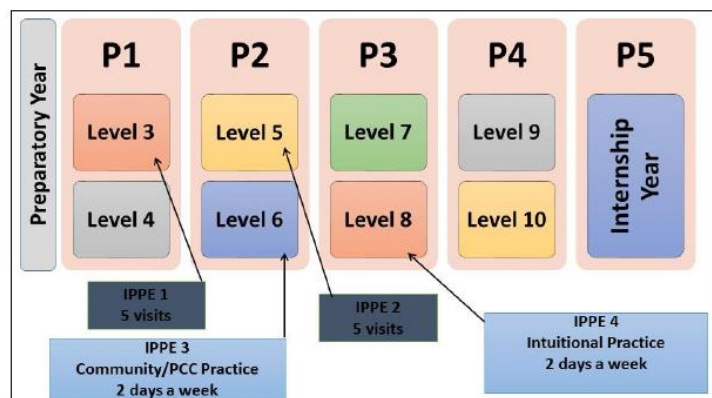 Preparatory Year
P1
P2
P3
P4
P5
Level 3
Level 5
Level 7
Level 9
Internship
Year
Level 4
Level 6
Level 8
Level 10
IPPE 1
5 visits
IPPE 2
5 visits
IPPE 3
Community/PCC Practice
2 days a week
IPPE 4
Intuitional Practice
2 days a week